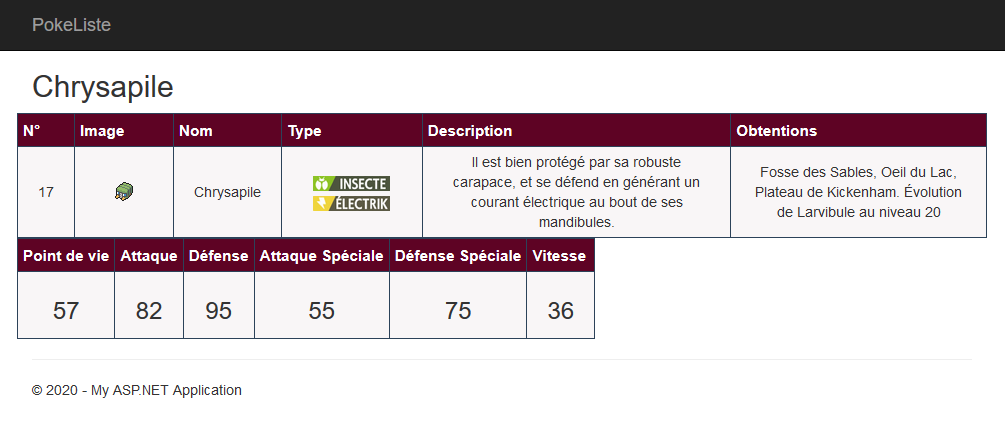 PokeListe
Chrysapile
N° Image Nom Type Description Obtentions
17 Chrysapile
INSECTE
ÉLECTRIK
Il est bien protégé par sa robuste
carapace, et se défend en générant un
courant électrique au bout de ses
mandibules.
Fosse des Sables, Oeil du Lac,
Plateau de Kickenham. Évolution
de Larvibule au niveau 20
Point de vie Attaque Défense Attaque Spéciale Défense Spéciale Vitesse
57 82 95 55 75 36
© 2020 - My ASP.NET Application